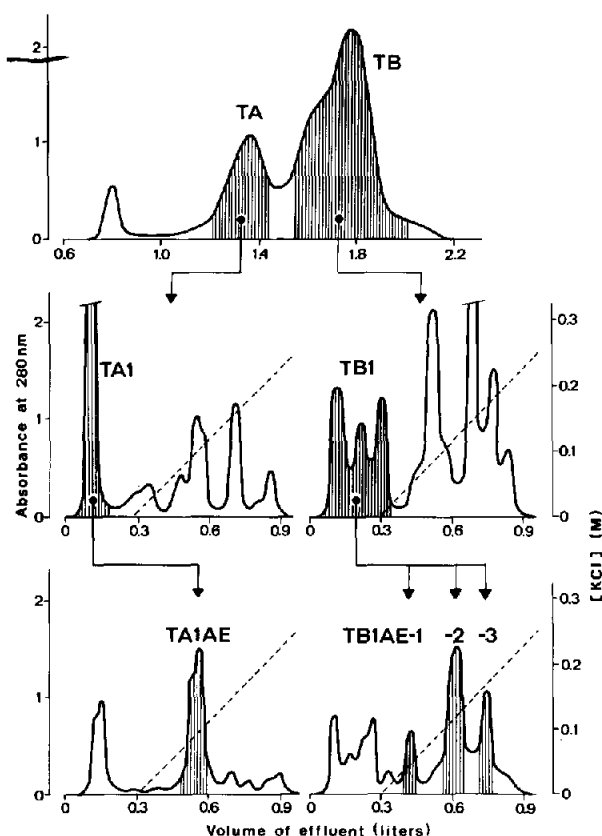 2
1
0
TA
TB
0.6 1.0 1.4 1.8 2.2
Absorbance at 280nm
2
1
0
TA1
TB1
0.3
0.2
0.1
0
0 0.3 0.6 0.9
0 0.3 0.6 0.9
[KCl] (M)
2
1
0
TA1AE
TB1AE-1 -2 -3
0.3
0.2
0.1
0
0 0.3 0.6 0.9
0 0.3 0.6 0.9
Volume of effluent (liters)